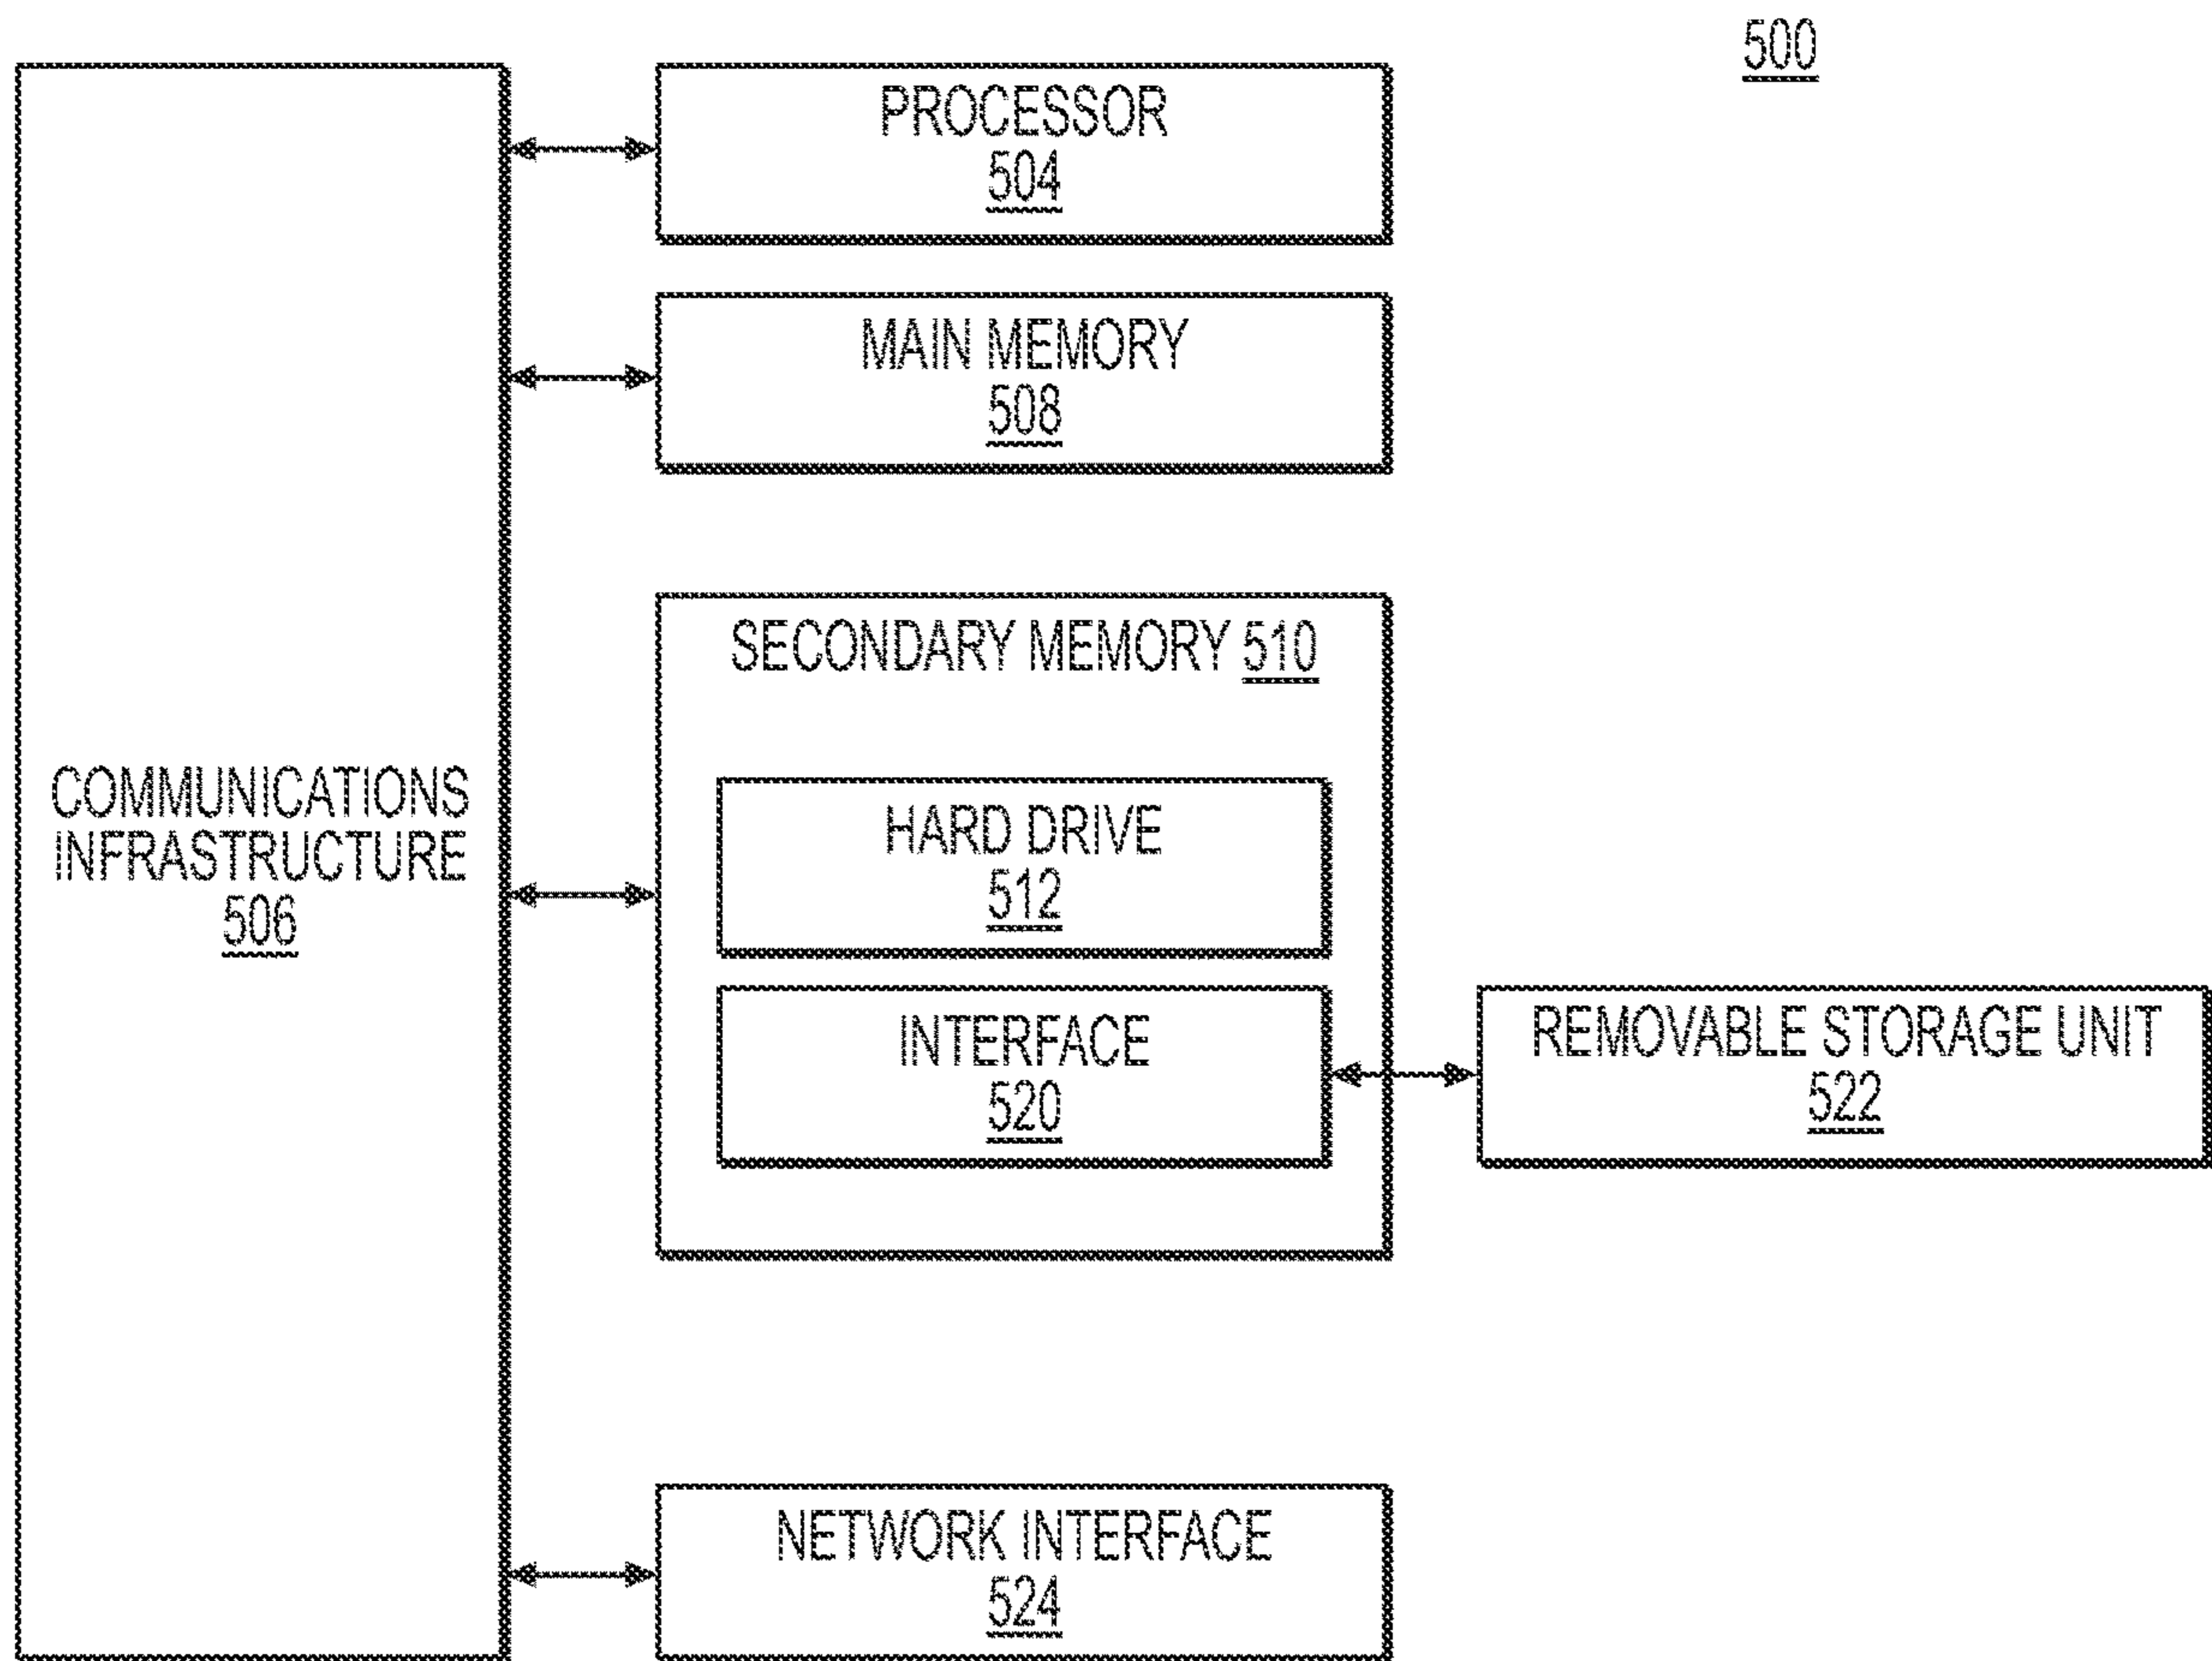 500
PROCESSOR
504
MAIN MEMORY
508
SECONDARY MEMORY 510
COMMUNICATIONS
INFRASTRUCTURE
506
HARD DRIVE
512
INTERFACE
520
REMOVABLE STORAGE UNIT
522
NETWORK INTERFACE
524